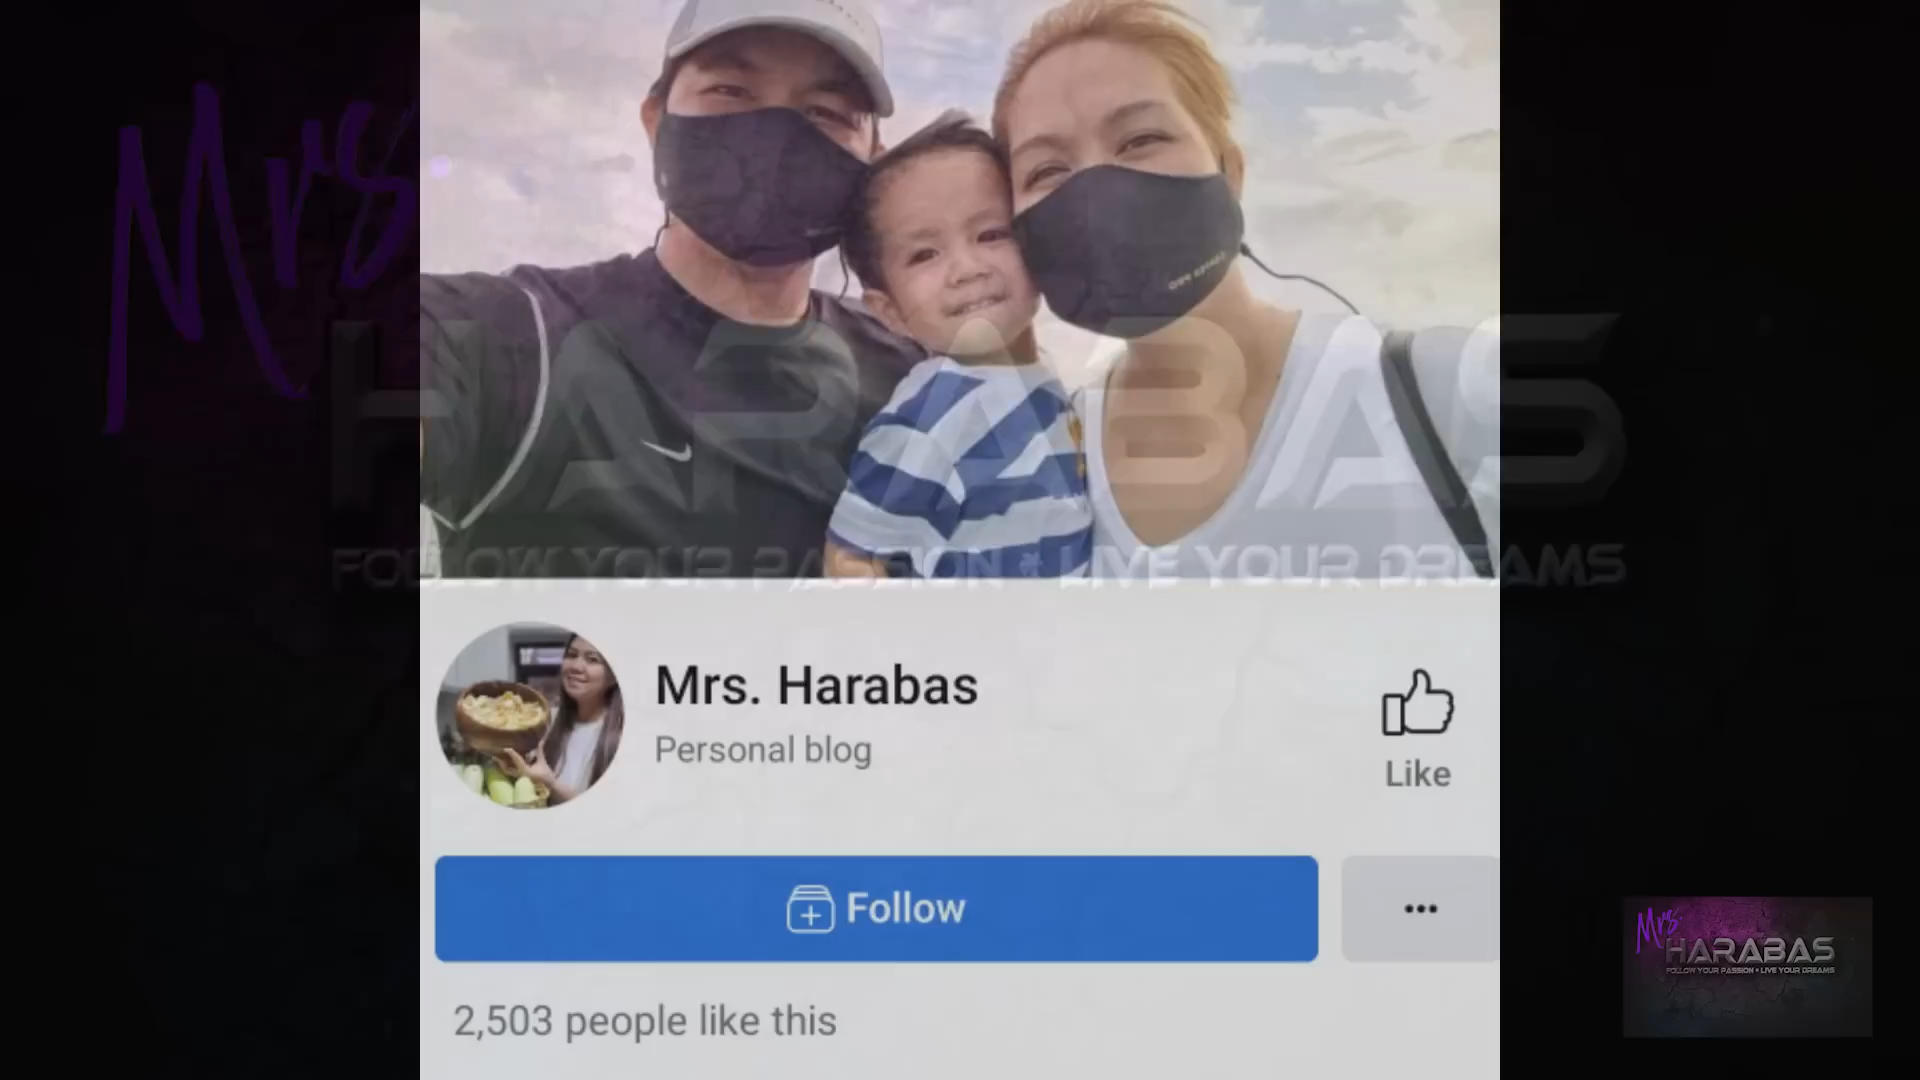 Mrs
HARABAS
FOLLOW YOUR PASSION • LIVE YOUR DREAMS
Mrs. Harabas
Personal blog
Like
Follow
2,503 people like this
Mrs.
HARABAS
FOLLOW YOUR PASSION • LIVE YOUR DREAMS